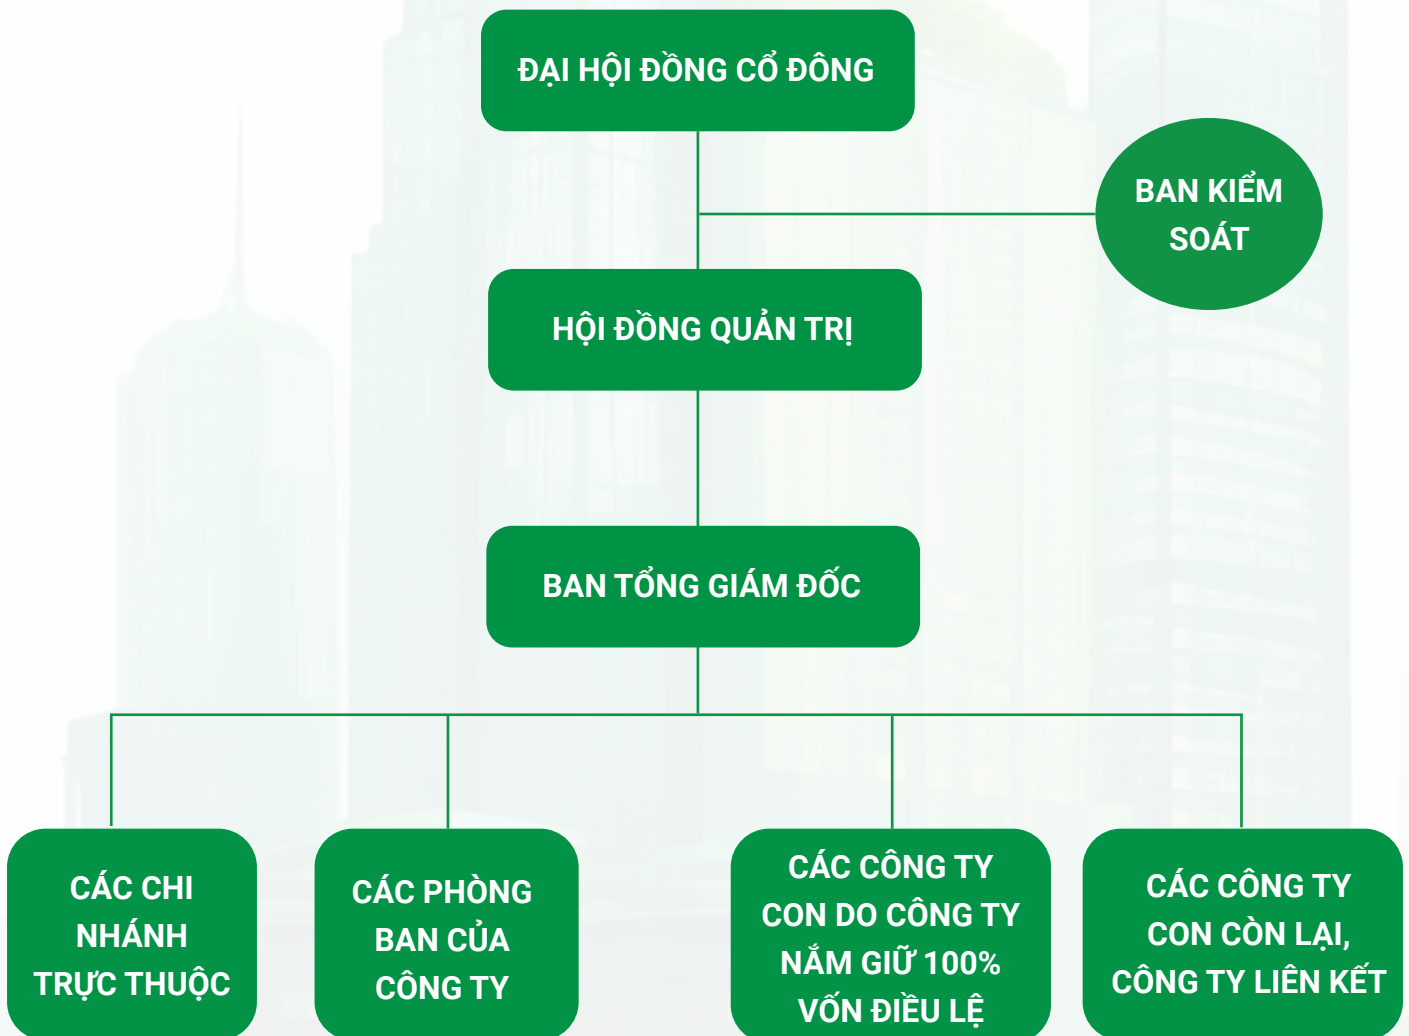 ĐẠI HỘI ĐỒNG CỔ ĐÔNG
BAN KIỂM
SOÁT
HỘI ĐỒNG QUẢN TRỊ
BAN TỔNG GIÁM ĐỐC
CÁC CHI
NHÁNH
TRỰC THUỘC
CÁC PHÒNG
BAN CỦA
CÔNG TY
CÁC CÔNG TY
CON DO CÔNG TY
NẮM GIỮ 100%
VỐN ĐIỀU LỆ
CÁC CÔNG TY
CON CÒN LẠI,
CÔNG TY LIÊN KẾT